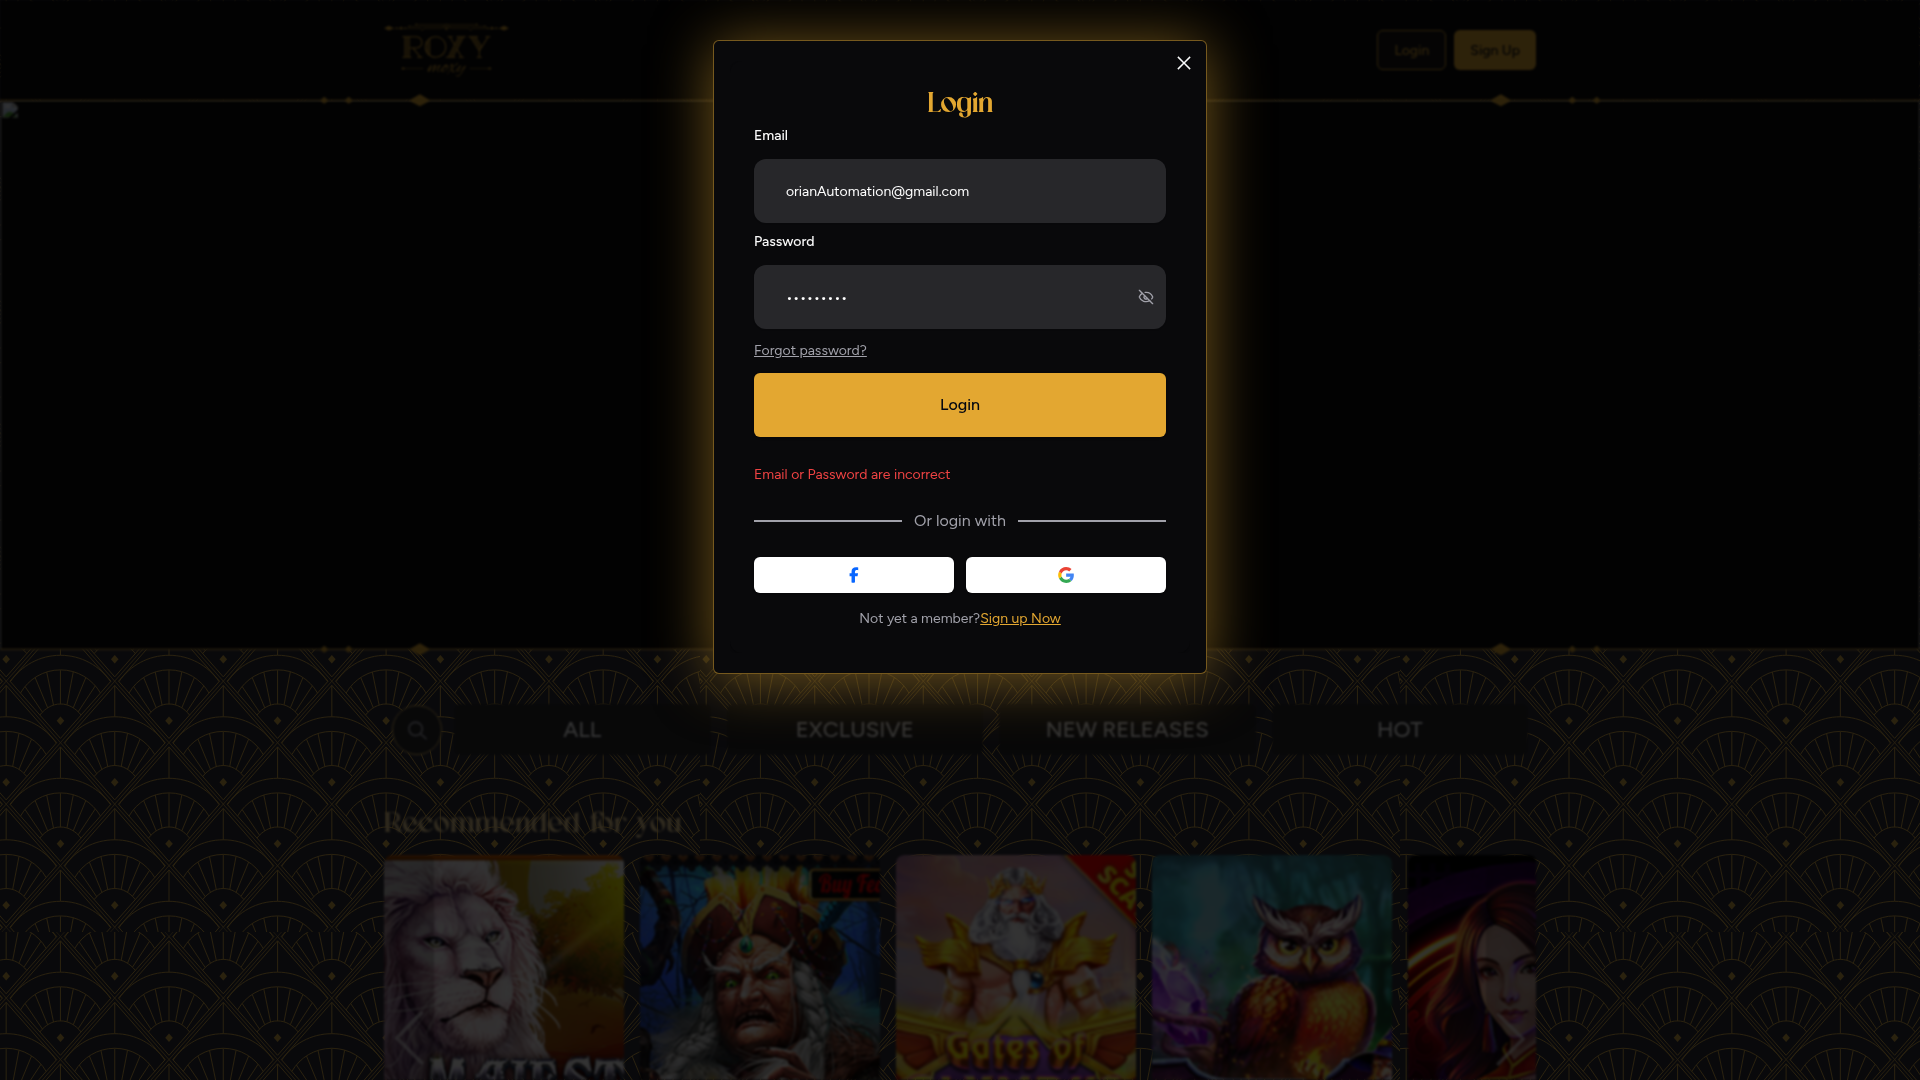 ROXY
moxy
Login
Sign Up
Login
Email
orianAutomation@gmail.com
Password
•••••••••
Forgot password?
Login
Email or Password are incorrect
Or login with
Not yet a member?Sign up Now
ALL
EXCLUSIVE
NEW RELEASES
HOT
Recommended for you
Buy
Gates of